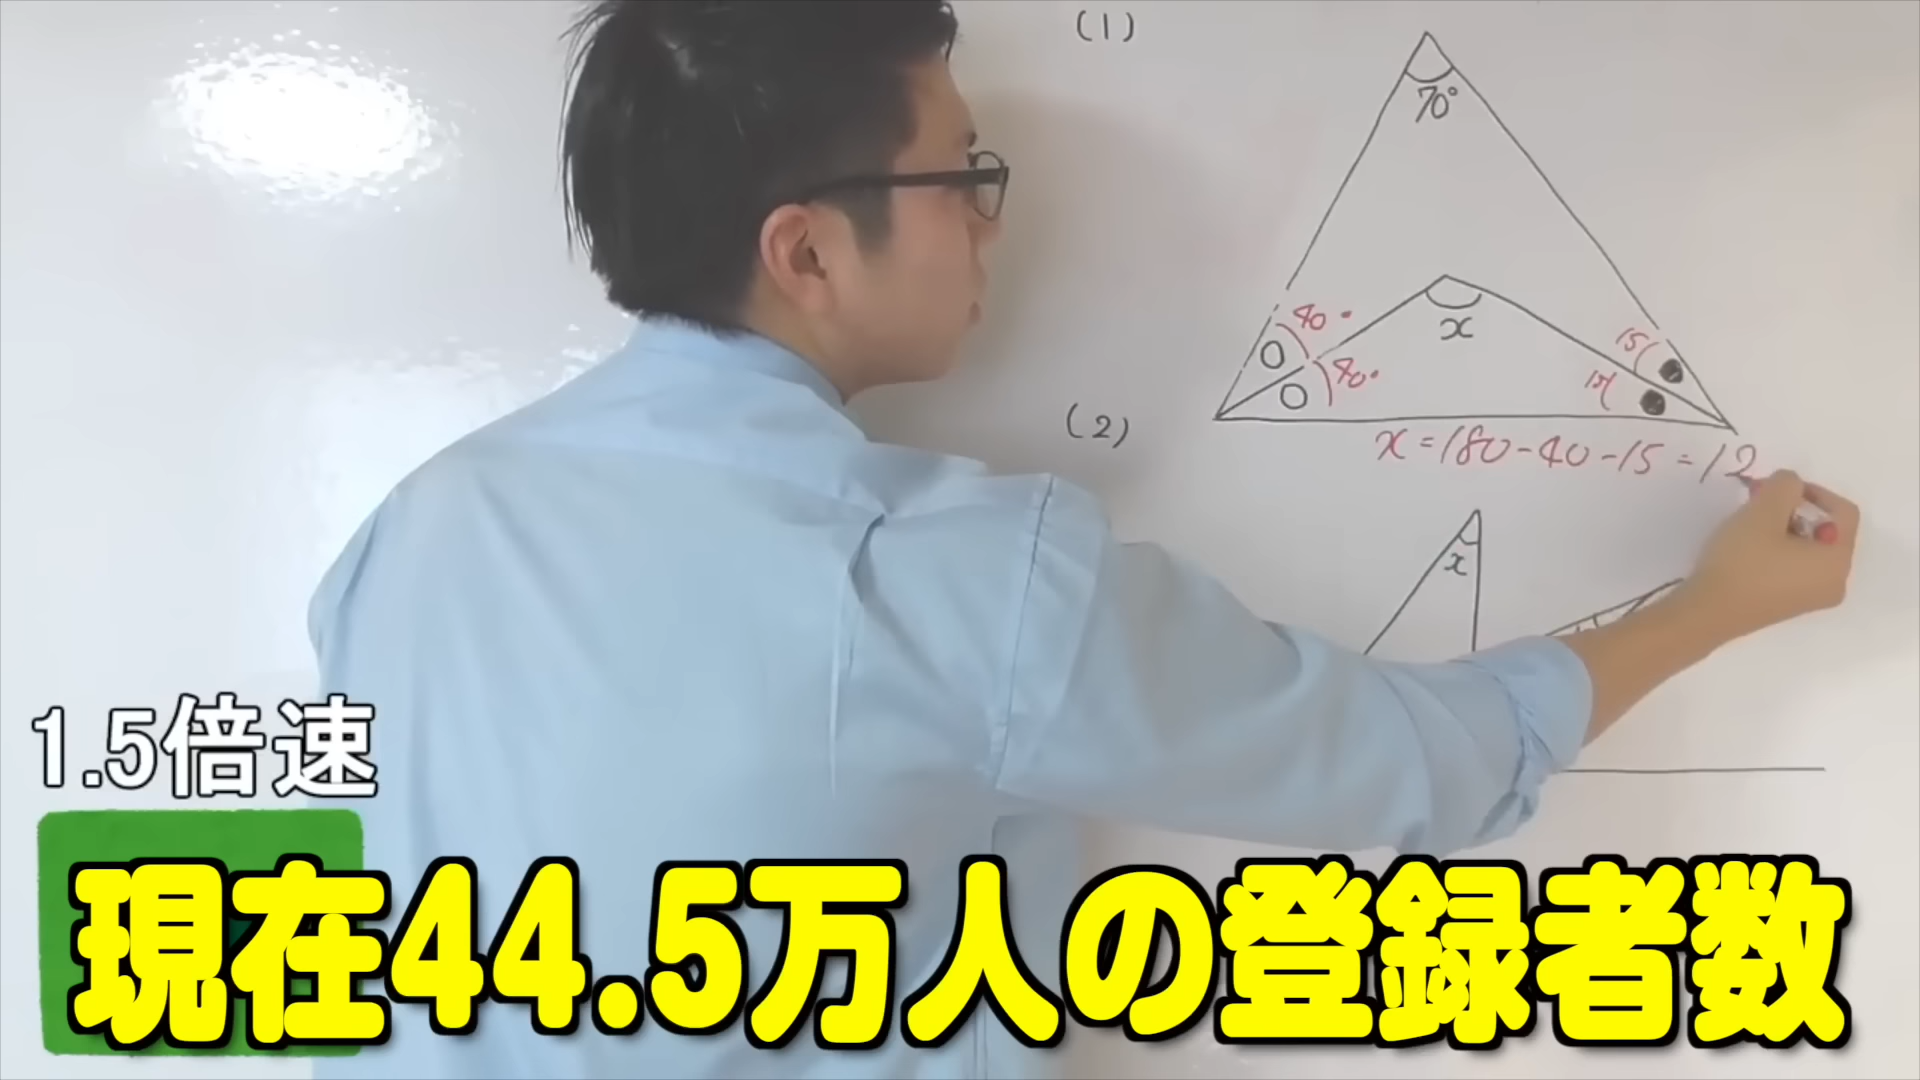 (1)
70°
40°
x
15
15
40°
(2)
x=180-40-15=12
x
1.5倍速
現在44.5万人の登録者数